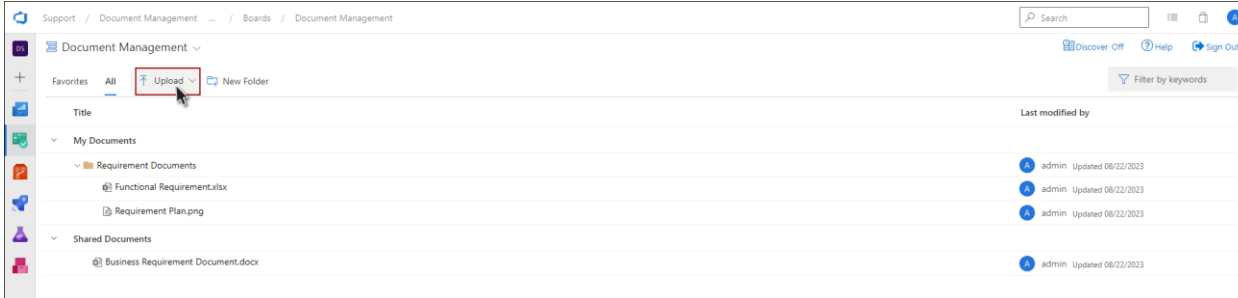 Support / Document Management ... / Boards / Document Management Search A
DS Document Management Discover Off Help Sign Out
Favorites All Upload New Folder Filter by keywords
Title Last modified by
My Documents
Requirement Documents A admin Updated 08/22/2023
Functional Requirement.xlsx A admin Updated 08/22/2023
Requirement Plan.png A admin Updated 08/22/2023
Shared Documents
Business Requirement Document.docx A admin Updated 08/22/2023